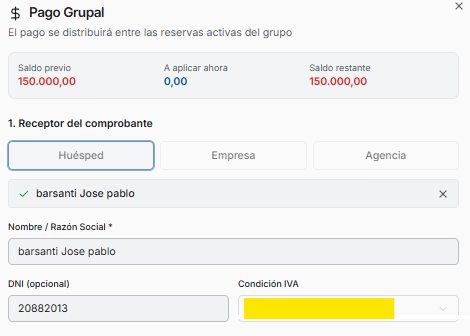 $ Pago Grupal
El pago se distribuirá entre las reservas activas del grupo
Saldo previo A aplicar ahora Saldo restante
150.000,00 0,00 150.000,00
1. Receptor del comprobante
Huésped Empresa Agencia
barsanti Jose pablo
Nombre / Razón Social *
barsanti Jose pablo
DNI (opcional) Condición IVA
20882013